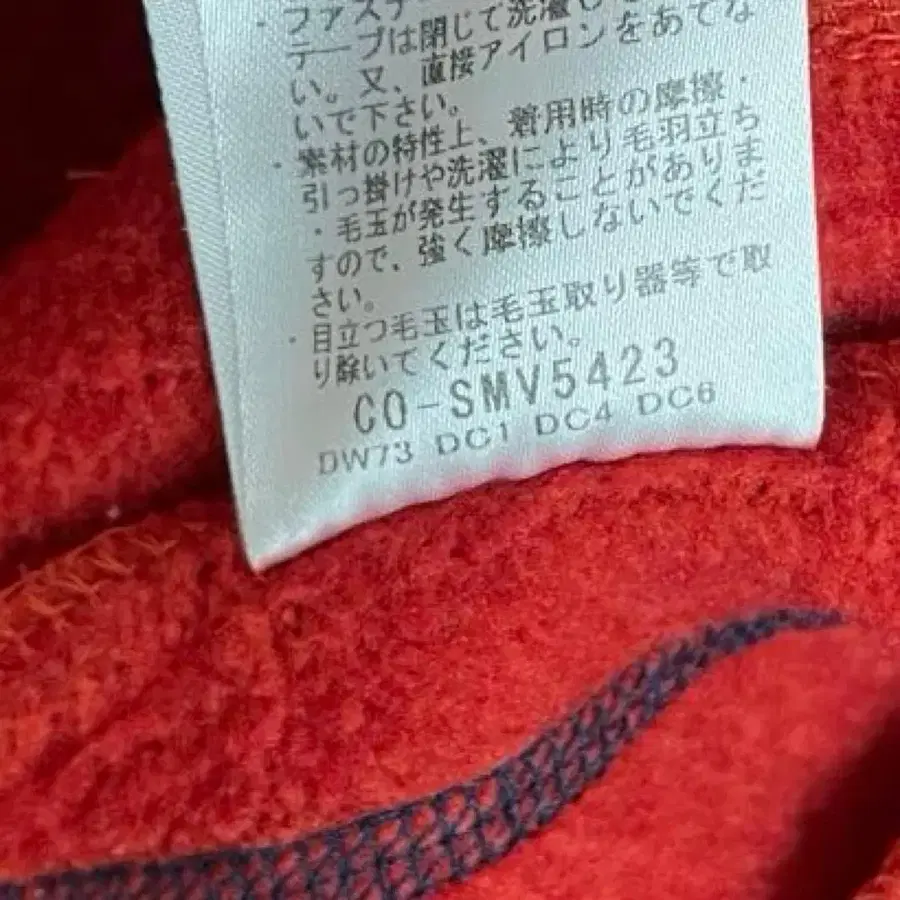 ・ファスナー
テープは閉じて洗濯し
い。又、直接アイロンをあてな
いで下さい。
・素材の特性上、着用時の摩擦・
引っ掛けや洗濯により毛羽立ち
・毛玉が発生することがありま
すので、強く摩擦しないでくだ
さい。
・目立つ毛玉は毛玉取り器等で取
り除いてください。
CO-SMV5423
DW73 DC1 DC4 DC6